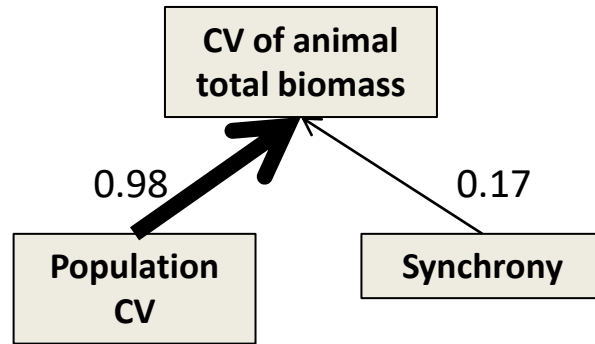 CV of animal
total biomass
0.98
0.17
Population
CV
Synchrony